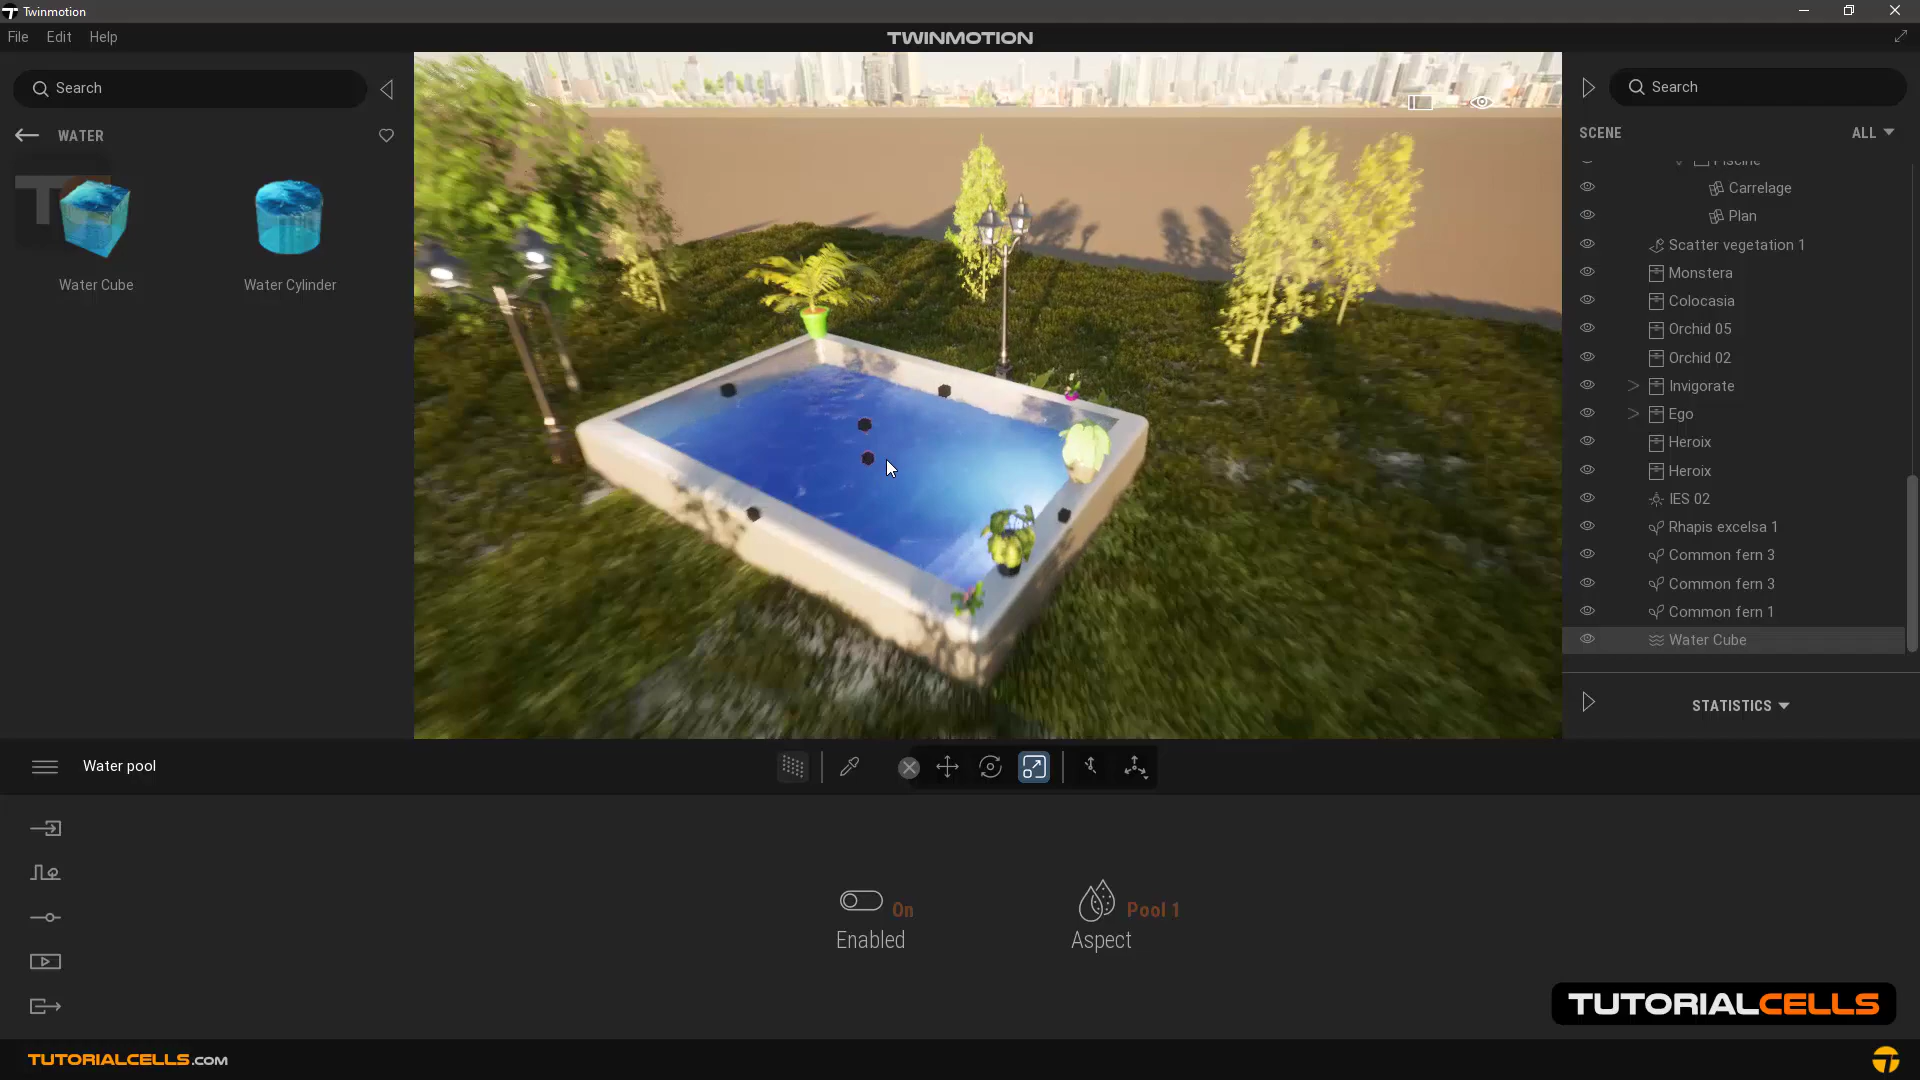 Twinmotion
File Edit Help
TWINMOTION
Search
WATER
Water Cube
Water Cylinder
Search
SCENE
ALL
Piscine
Carrelage
Plan
Scatter vegetation 1
Monstera
Colocasia
Orchid 05
Orchid 02
Invigorate
Ego
Heroix
Heroix
IES 02
Rhapis excelsa 1
Common fern 3
Common fern 3
Common fern 1
Water Cube
STATISTICS
Water pool
On
Enabled
Pool 1
Aspect
TUTORIALCELLS
TUTORIALCELLS.COM